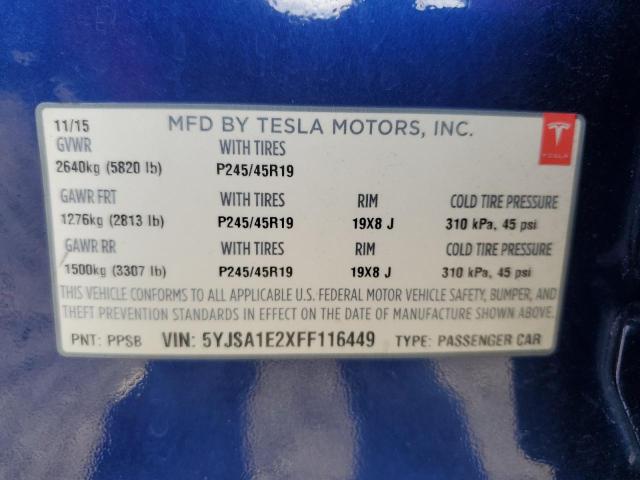 11/15 MFD BY TESLA MOTORS, INC.
GVWR WITH TIRES
2640kg (5820 lb) P245/45R19
TESLA
GAWR FRT WITH TIRES RIM COLD TIRE PRESSURE
1276kg (2813 lb) P245/45R19 19X8 J 310 kPa, 45 psi
GAWR RR WITH TIRES RIM COLD TIRE PRESSURE
1500kg (3307 lb) P245/45R19 19X8 J 310 kPa, 45 psi
THIS VEHICLE CONFORMS TO ALL APPLICABLE U.S. FEDERAL MOTOR VEHICLE SAFETY, BUMPER, AND
THEFT PREVENTION STANDARDS IN EFFECT ON THE DATE OF MANUFACTURE SHOWN ABOVE.
PNT: PPSB VIN: 5YJSA1E2XFF116449 TYPE: PASSENGER CAR